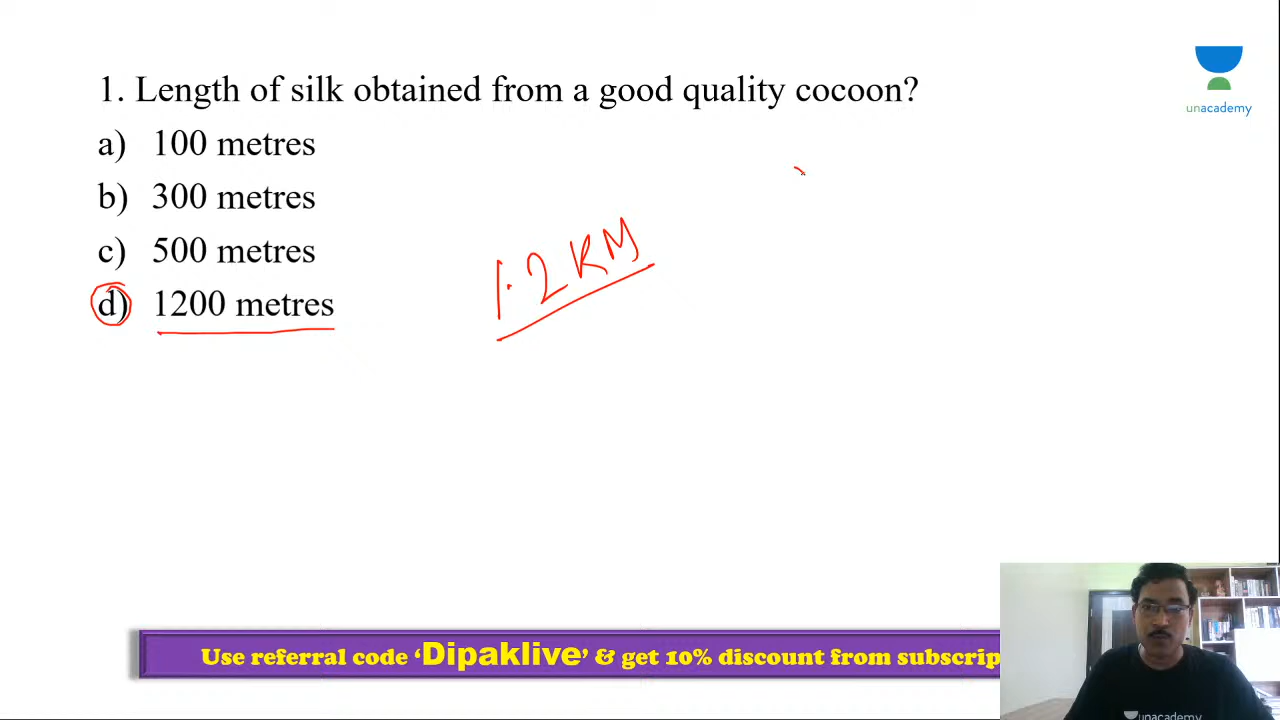 1. Length of silk obtained from a good quality cocoon?
a) 100 metres
b) 300 metres
c) 500 metres
d) 1200 metres
1.2 KM
unacademy
Use referral code ‘Dipaklive’ & get 10% discount from subscrip
unacademy